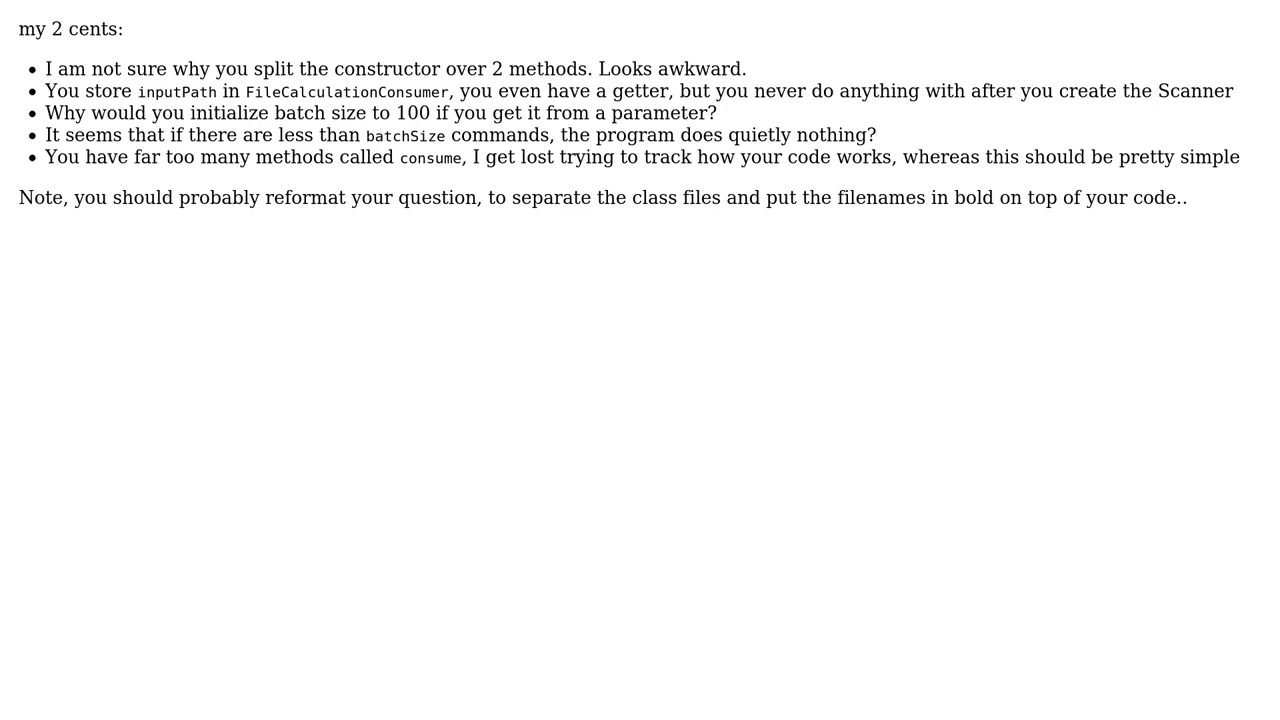 my 2 cents:
• I am not sure why you split the constructor over 2 methods. Looks awkward.
• You store inputPath in FileCalculationConsumer, you even have a getter, but you never do anything with after you create the Scanner
• Why would you initialize batch size to 100 if you get it from a parameter?
• It seems that if there are less than batchSize commands, the program does quietly nothing?
• You have far too many methods called consume, I get lost trying to track how your code works, whereas this should be pretty simple
Note, you should probably reformat your question, to separate the class files and put the filenames in bold on top of your code..